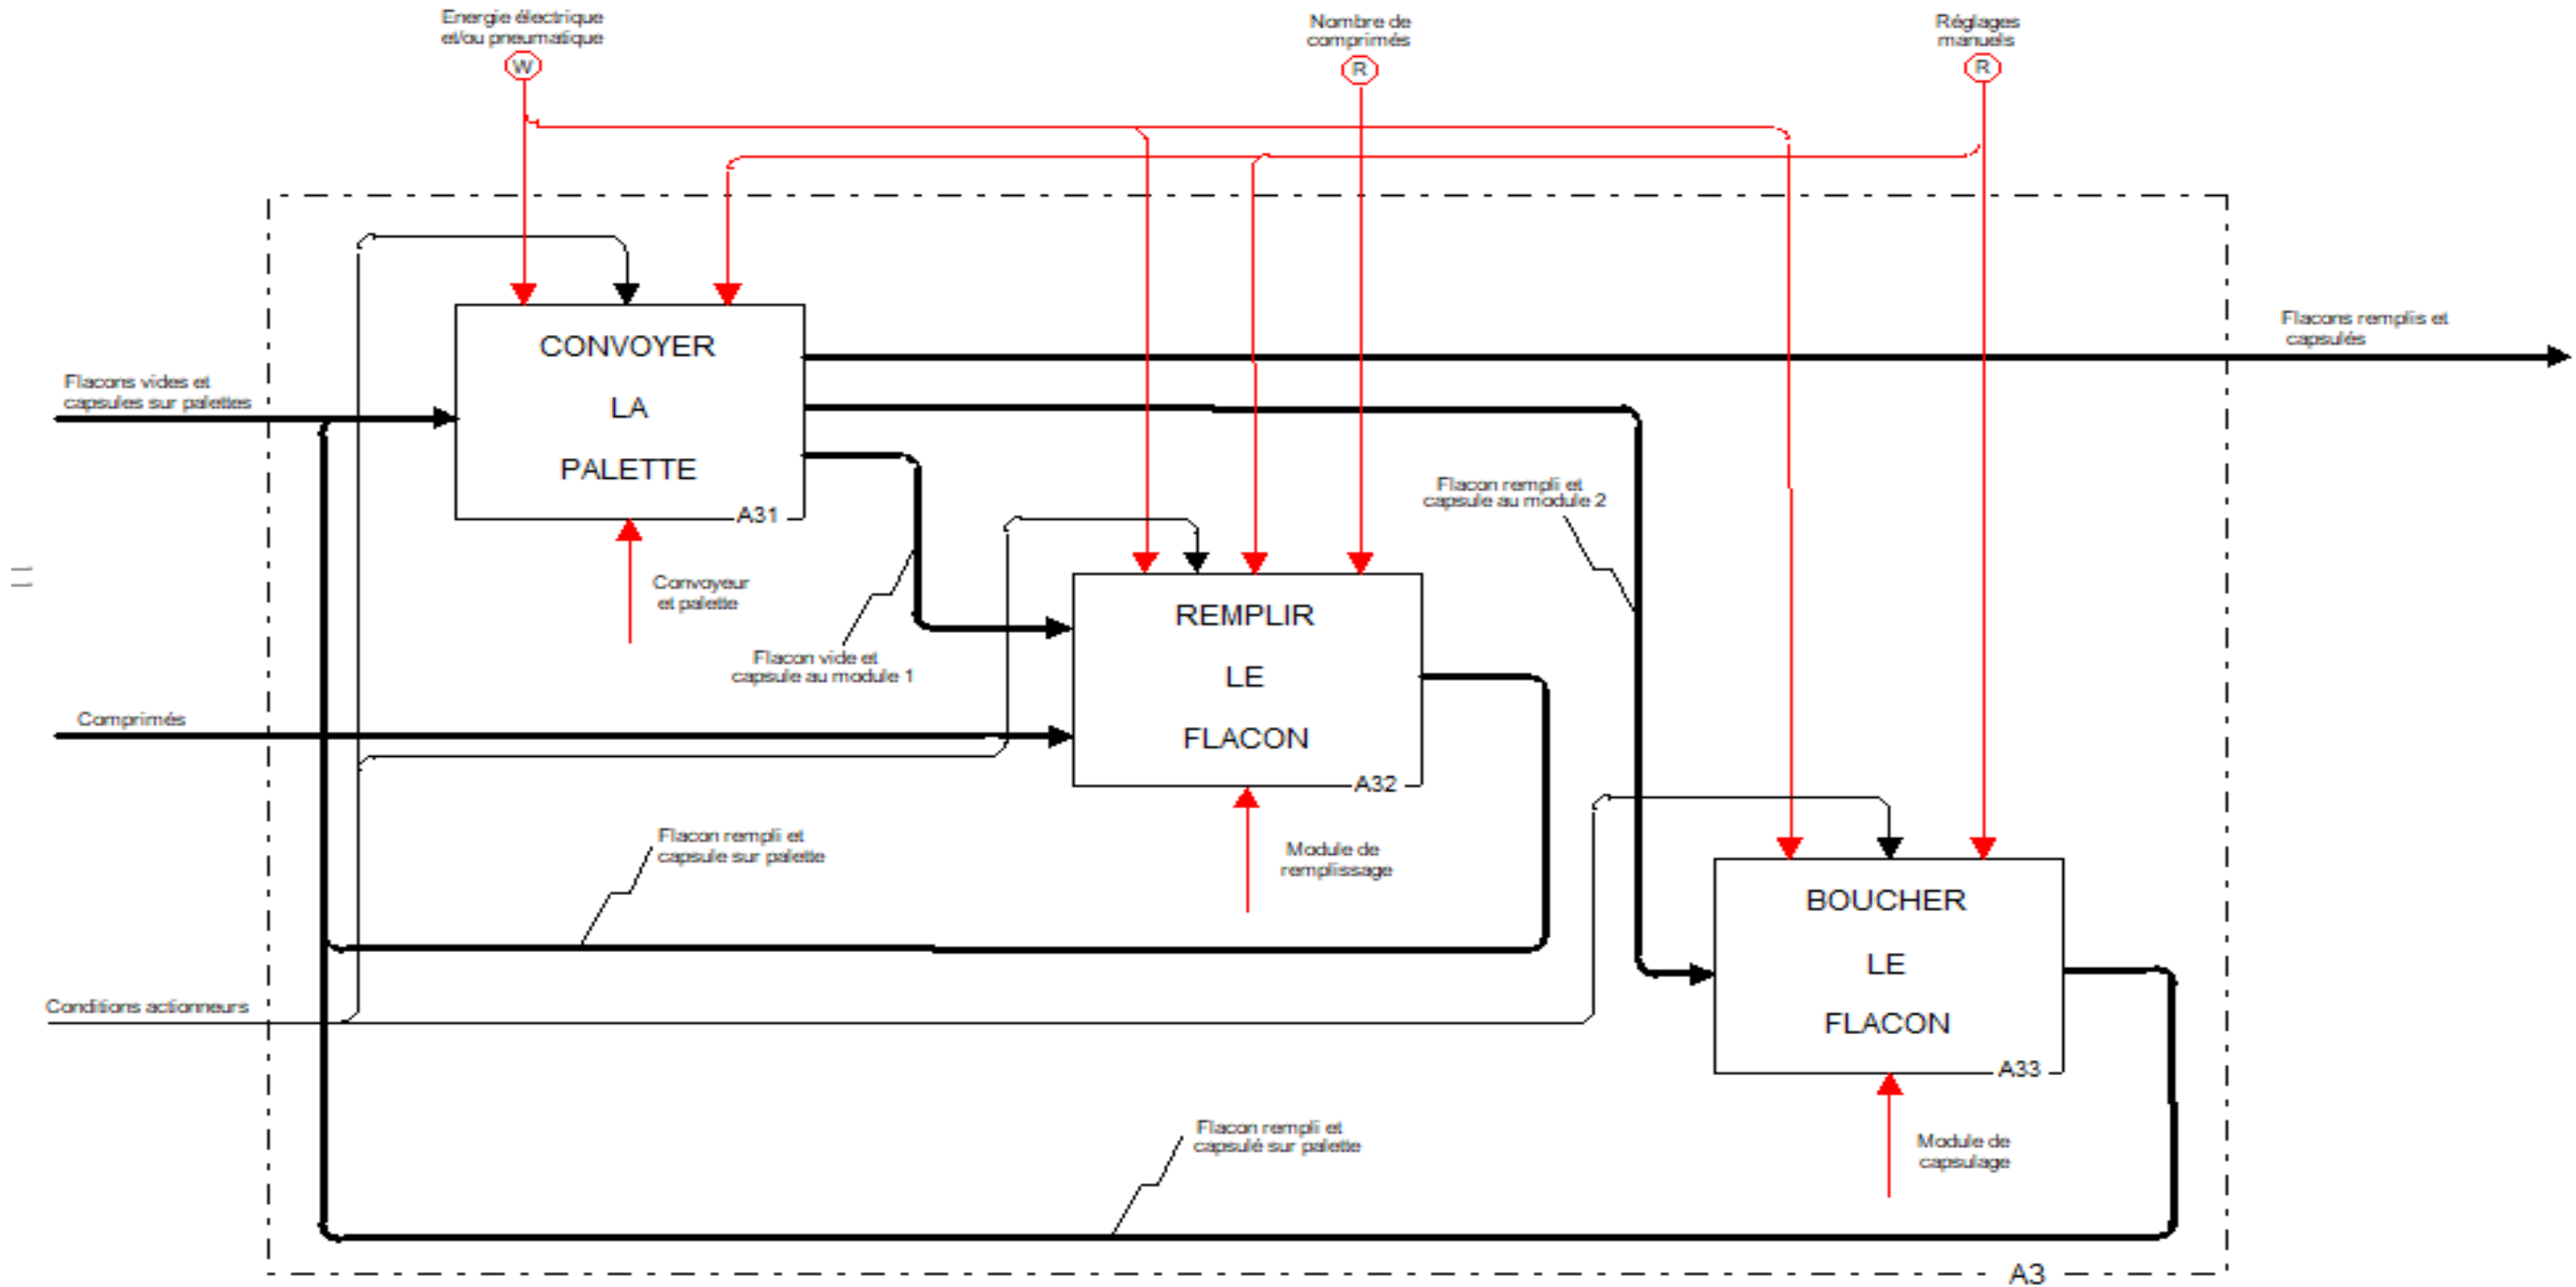 Energie électrique
et/ou pneumatique
W
Nombre de
comprimés
R
Réglages
manuels
R
Flacons remplis et
capsulés
Flacons vides et
capsules sur palettes
CONVOYER
LA
PALETTE
A31
Convoyeur
et palette
Flacon vide et
capsule au module 1
Flacon rempli et
capsule au module 2
REMPLIR
LE
FLACON
A32
Comprimés
Module de
remplissage
Flacon rempli et
capsule sur palette
BOUCHER
LE
FLACON
A33
Conditions actionneurs
Flacon rempli et
capsulé sur palette
Module de
capsulage
A3